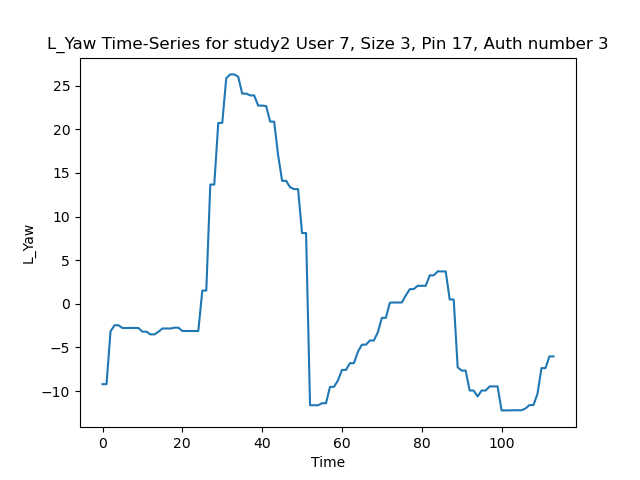 L_Yaw Time-Series for study2 User 7, Size 3, Pin 17, Auth number 3
25
20
15
10
5
0
−5
−10
L_Yaw
0 20 40 60 80 100
Time